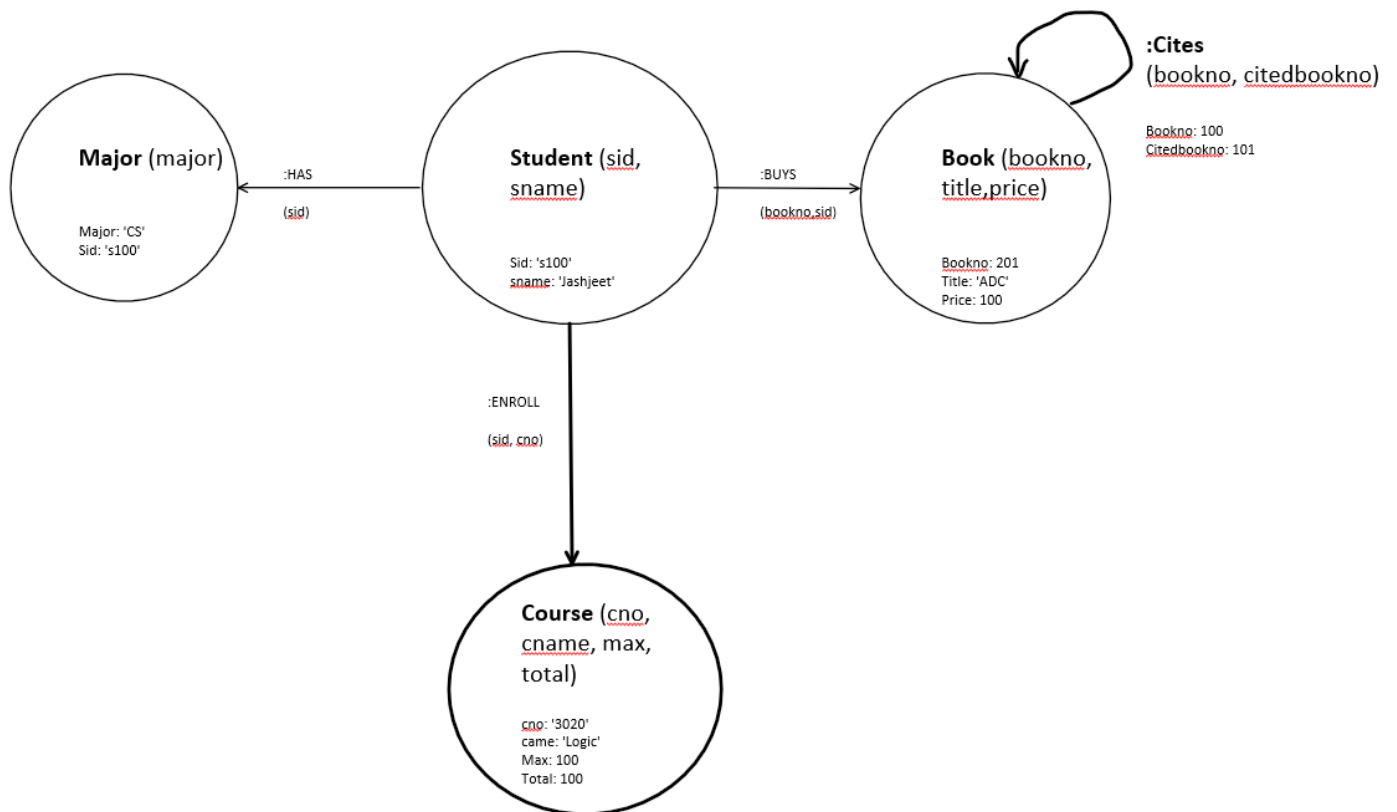 :Cites
(bookno, citedbookno)
Bookno: 100
Citedbookno: 101
Major (major)
Major: 'CS'
Sid: 's100'
:HAS
(sid)
Student (sid,
sname)
Sid: 's100'
sname: 'Jashjeet'
:BUYS
(bookno,sid)
Book (bookno,
title,price)
Bookno: 201
Title: 'ADC'
Price: 100
:ENROLL
(sid, cno)
Course (cno,
cname, max,
total)
cno: '3020'
came: 'Logic'
Max: 100
Total: 100